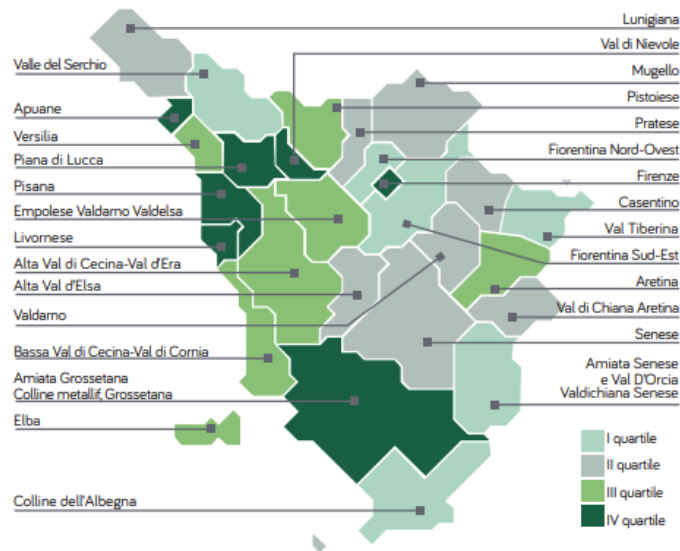 Lunigiana
Val di Nievole
Valle del Serchio
Mugello
Pistoiese
Apuane
Pratese
Versilia
Fiorentina Nord-Ovest
Piana di Lucca
Firenze
Pisana
Casentino
Empolese Valdarno Valdelsa
Val Tiberina
Livornese
Fiorentina Sud-Est
Alta Val di Cecina-Val d'Era
Aretina
Alta Val d'Elsa
Val di Chiana Aretina
Valdarno
Senese
Bassa Val di Cecina-Val di Cornia
Amiata Senese
e Val D'Orcia
Valdichiana Senese
Amiata Grossetana
Colline metallif. Grossetana
Elba
I quartile
II quartile
III quartile
IV quartile
Colline dell'Albegna